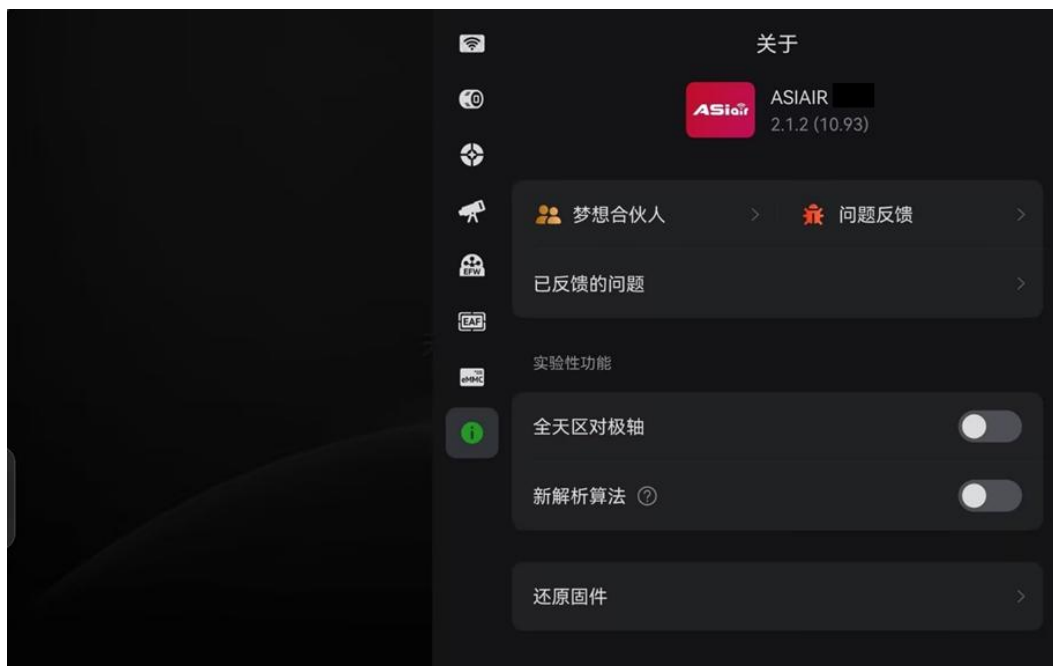 关于
ASIAIR
ASIAIR
2.1.2 (10.93)
梦想合伙人
问题反馈
EFW
已反馈的问题
EAF
实验性功能
eMMC
全天区对极轴
新解析算法 ?
还原固件